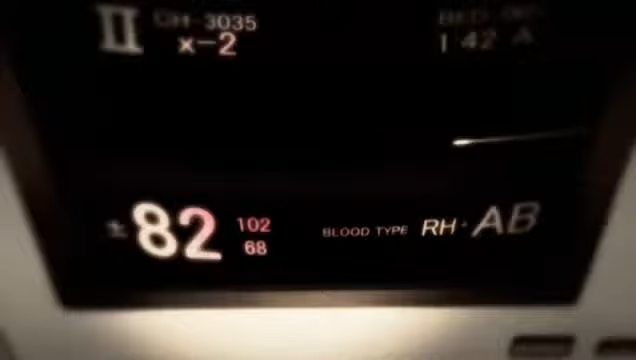 II
CH-3035
x-2
1:42 A
82
102
68
BLOOD TYPE RH- AB